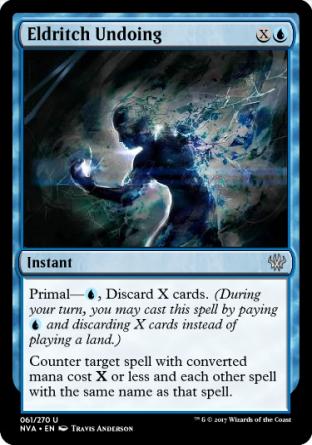 Eldritch Undoing X
Instant
Primal—, Discard X cards. (During
your turn, you may cast this spell by paying
and discarding X cards instead of
playing a land.)
Counter target spell with converted
mana cost X or less and each other spell
with the same name as that spell.
061/270 U
NVA • EN Travis Anderson
™ & © 2017 Wizards of the Coast